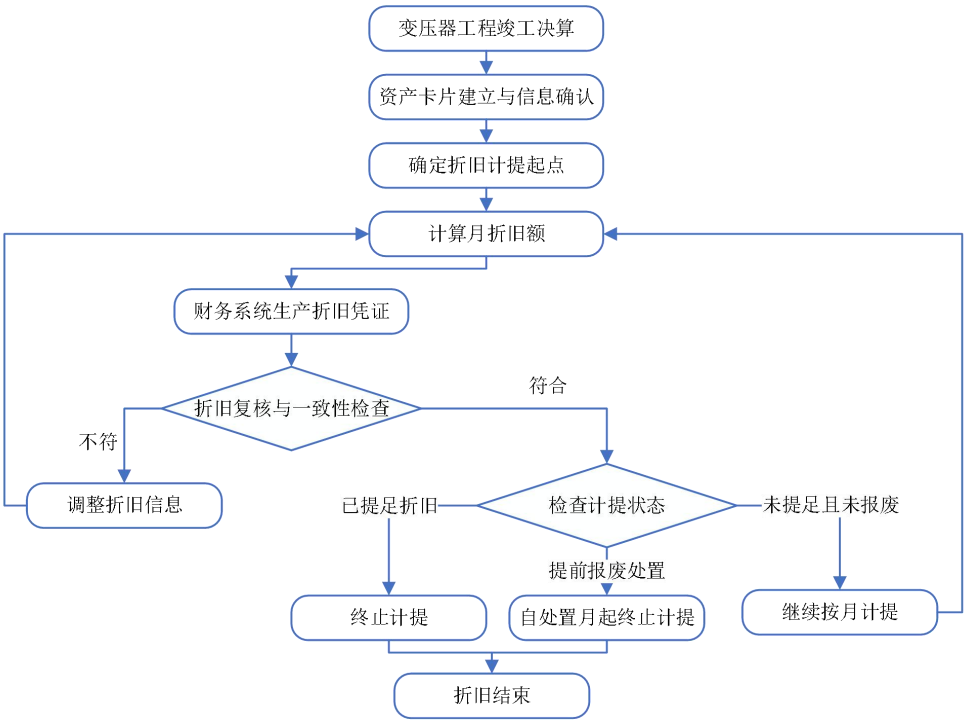 变压器工程竣工决算
资产卡片建立与信息确认
确定折旧计提起点
计算月折旧额
财务系统生产折旧凭证
符合
折旧复核与一致性检查
不符
调整折旧信息
已提足折旧
检查计提状态
未提足且未报废
提前报废处置
终止计提
自处置月起终止计提
继续按月计提
折旧结束